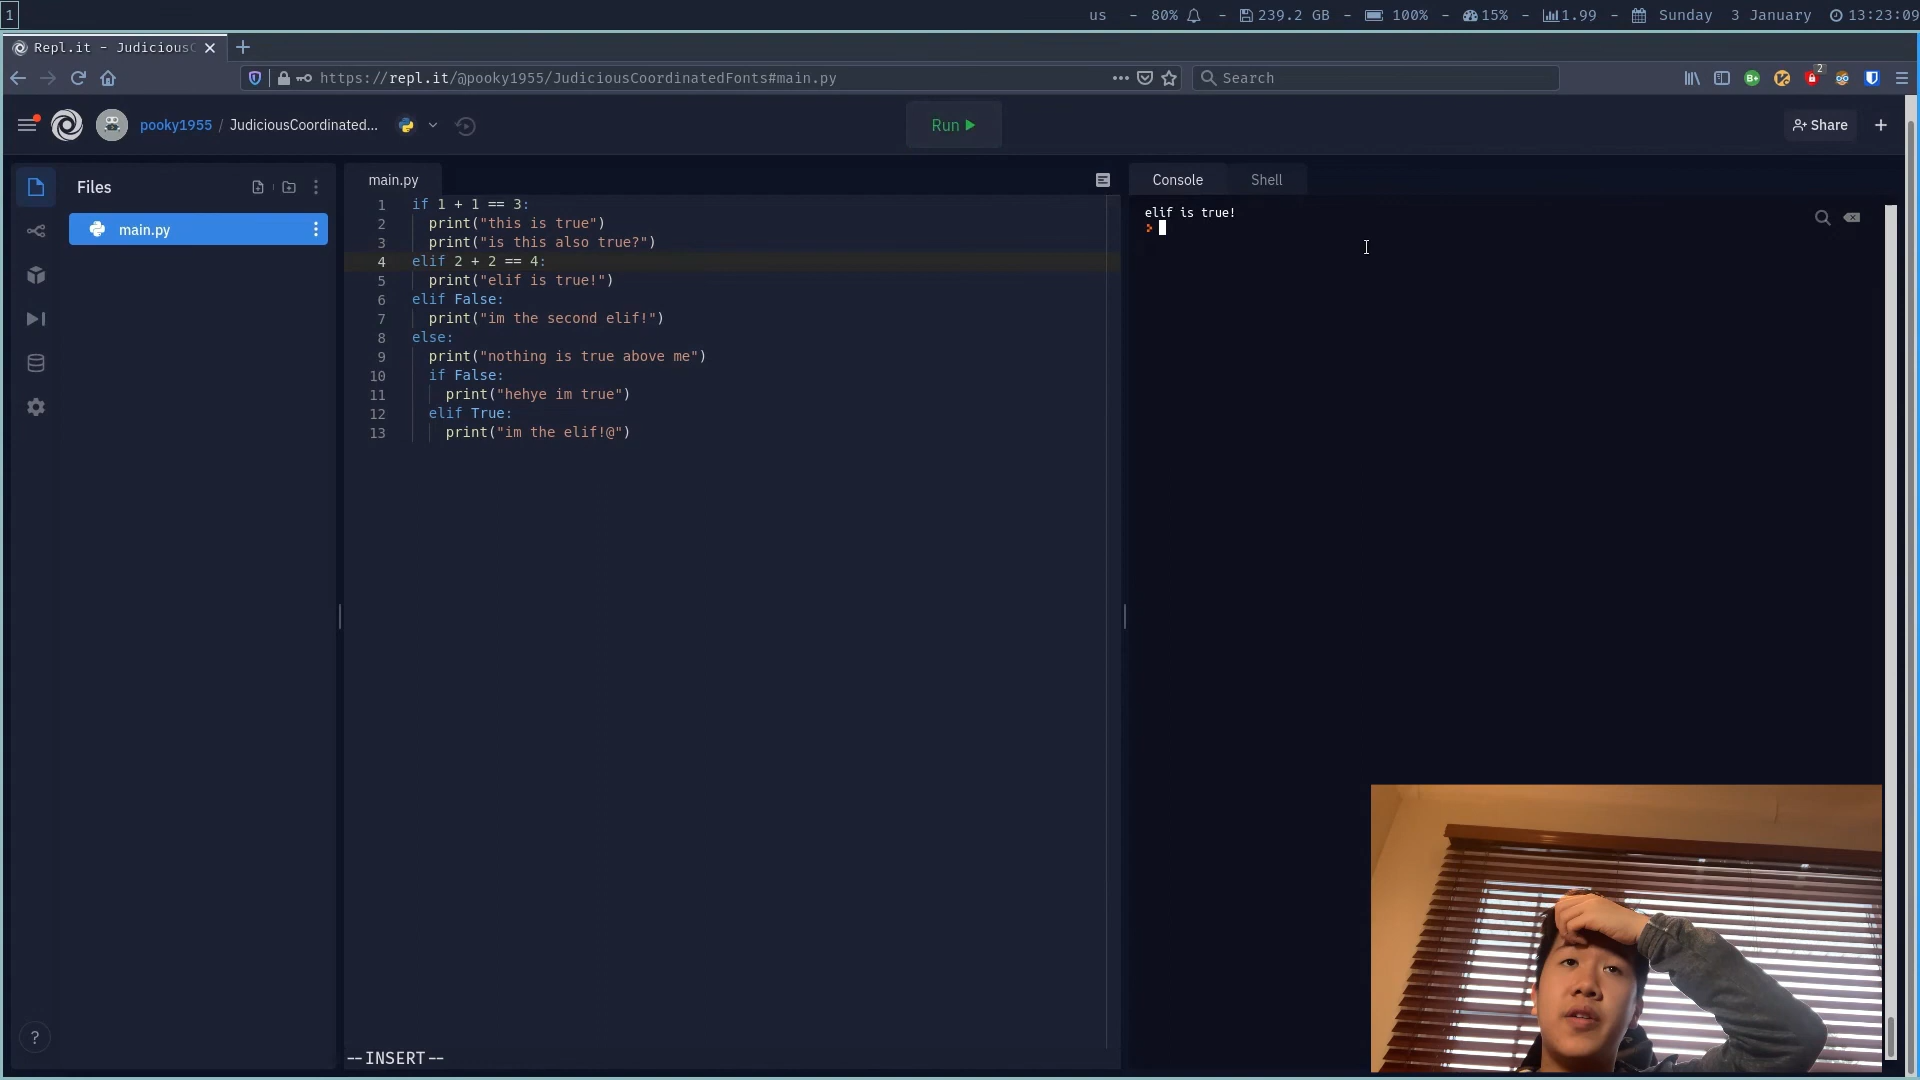 1
us - 80% - 239.2 GB - 100% - 15% - 1.99 - Sunday 3 January 13:23:09
Repl.it - JudiciousC
https://repl.it/@pooky1955/JudiciousCoordinatedFonts#main.py
Search
2
pooky1955 / JudiciousCoordinated...
Run
Share
Files
main.py
main.py
1 if 1 + 1 == 3:
2 print("this is true")
3 print("is this also true?")
4 elif 2 + 2 == 4:
5 print("elif is true!")
6 elif False:
7 print("im the second elif!")
8 else:
9 print("nothing is true above me")
10 if False:
11 print("hehye im true")
12 elif True:
13 print("im the elif!@")
--INSERT--
Console Shell
elif is true!